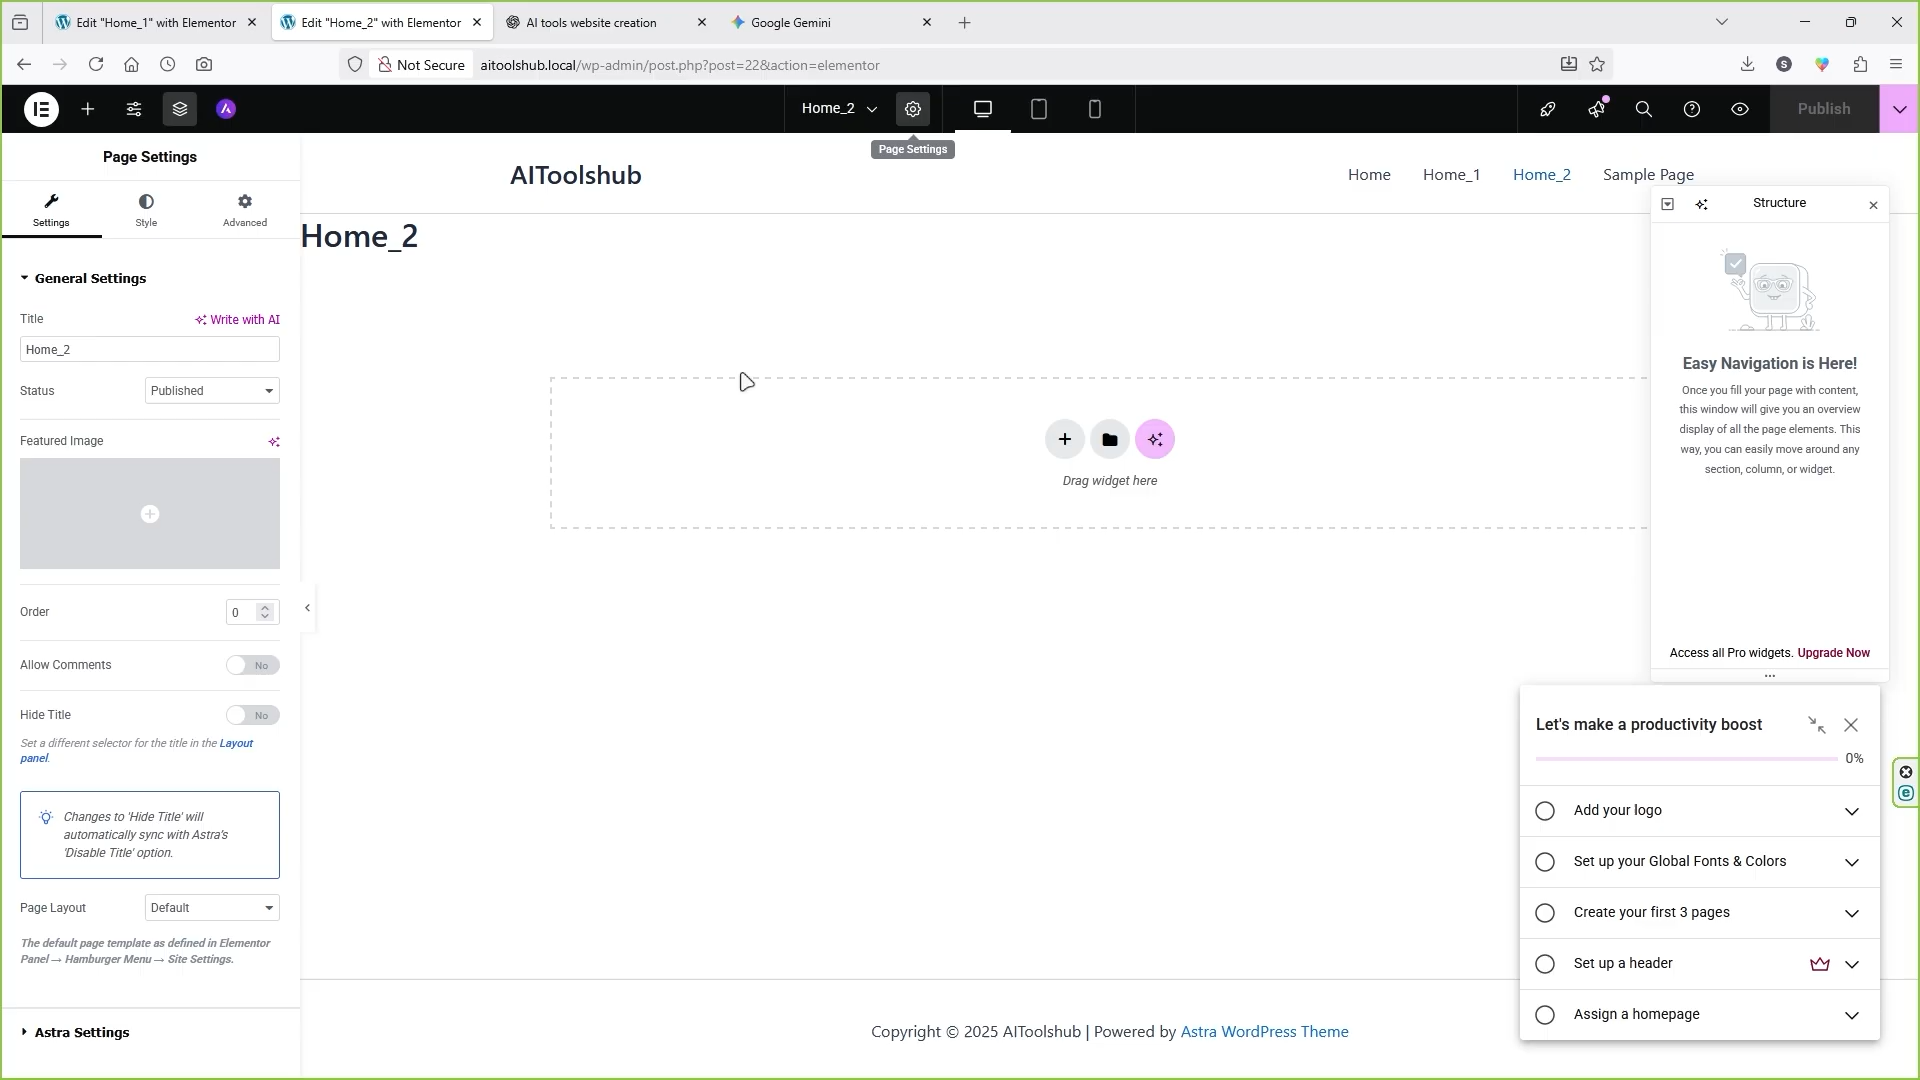 Edit "Home_1" with Elementor
Edit "Home_2" with Elementor
AI tools website creation
Google Gemini
Not Secure
aitoolshub.local/wp-admin/post.php?post=22&action=elementor
S
Home_2
Publish
Page Settings
Page Settings
Settings
Style
Advanced
AIToolshub
Home
Home_1
Home_2
Sample Page
Home_2
General Settings
Title
Write with AI
Home_2
Status
Published
Featured Image
Order
0
Allow Comments
No
Hide Title
No
Set a different selector for the title in the Layout
panel.
Changes to 'Hide Title' will
automatically sync with Astra's
'Disable Title' option.
Page Layout
Default
The default page template as defined in Elementor
Panel → Hamburger Menu → Site Settings.
Astra Settings
Drag widget here
Structure
Easy Navigation is Here!
Once you fill your page with content,
this window will give you an overview
display of all the page elements. This
way, you can easily move around any
section, column, or widget.
Access all Pro widgets. Upgrade Now
Let's make a productivity boost
0%
Add your logo
Set up your Global Fonts & Colors
Create your first 3 pages
Set up a header
Assign a homepage
Copyright © 2025 AIToolshub | Powered by Astra WordPress Theme